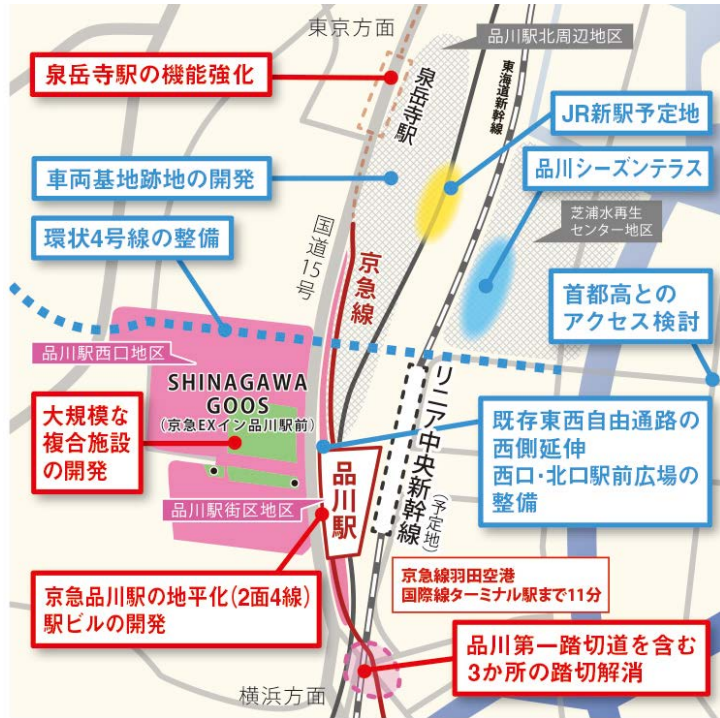 東京方面
品川駅北周辺地区
泉岳寺駅の機能強化
泉岳寺駅
東海道新幹線
JR新駅予定地
車両基地跡地の開発
品川シーズンテラス
芝浦水再生
センター地区
国道15号
環状4号線の整備
京急線
首都高との
アクセス検討
品川駅西口地区
SHINAGAWA
GOOS
(京急EXイン品川駅前)
リニア中央新幹線
(予定地)
大規模な
複合施設
の開発
既存東西自由通路の
西側延伸
西口・北口駅前広場の
整備
品川駅
品川駅街区地区
京急線羽田空港
国際線ターミナル駅まで11分
京急品川駅の地平化(2面4線)
駅ビルの開発
品川第一踏切道を含む
3か所の踏切解消
横浜方面